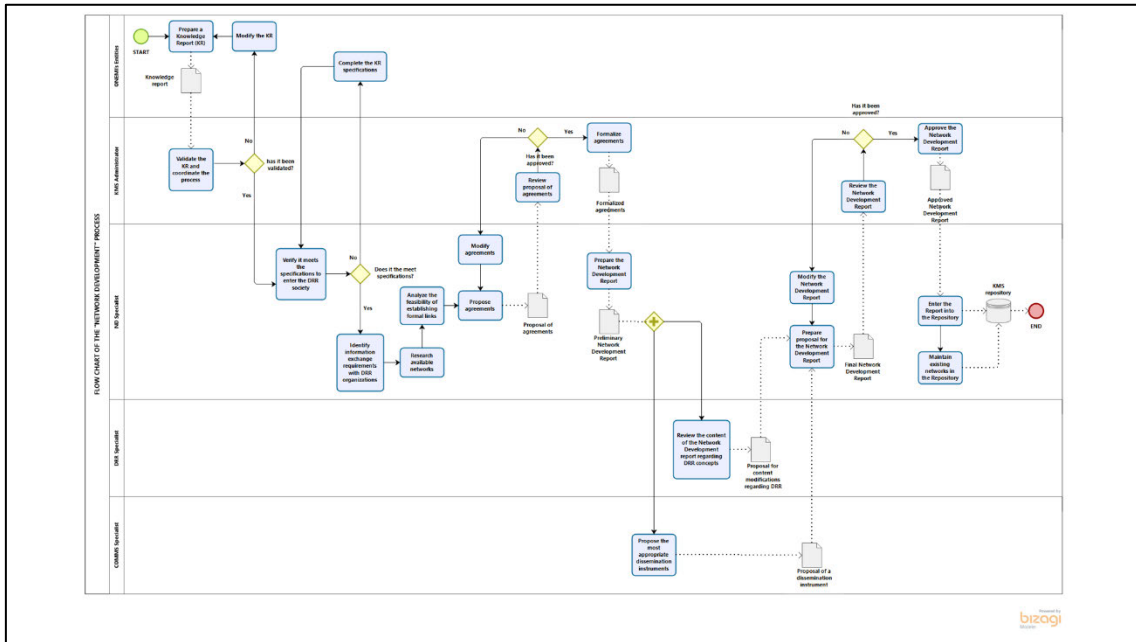 FLOW CHART OF THE "NETWORK DEVELOPMENT" PROCESS
START
Prepare a
Knowledge
Report (KR)
Modify the KR
Knowledge
report
Complete the KR
specifications
No
No
KMS Administrator
Validate the
KR and
coordinate the
process
has it been
validated?
Yes
No
Has it been
approved?
Yes
Review
proposal of
agreements
Formalize
agreements
Formalized
agreements
Has it been
approved?
No
Yes
Review the
Network
Development
Report
Approve the
Network
Development
Report
Approved
Network
Development
Report
ND Specialist
Verify it meets
the
specifications to
enter the DRR
society
Does it the meet
specifications?
Yes
Identify
information
exchange
requirements
with DRR
organizations
Research
available
networks
Analyze the
feasibility of
establishing
formal links
Modify
agreements
Propose
agreements
Proposal of
agreements
Prepare the
Network
Development
Report
Preliminary
Network
Development
Report
Modify the
Network
Development
Report
Prepare
proposal for
the Network
Development
Report
Final Network
Development
Report
Enter the
Report into
the Repository
Maintain
existing
networks in
the Repository
KMS
repository
END
DRR Specialist
Review the content
of the Network
Development
report regarding
DRR concepts
Proposal for
content
modifications
regarding DRR
COMMS Specialist
Propose the
most
appropriate
dissemination
instruments
Proposal of a
dissemination
instrument
Powered by
bizagi